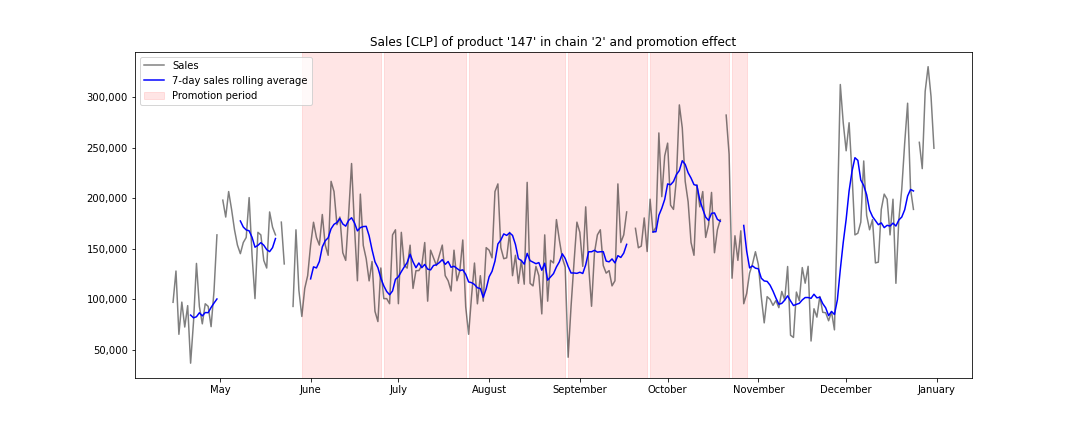 Sales [CLP] of product '147' in chain '2' and promotion effect
Sales
7-day sales rolling average
Promotion period
300,000
250,000
200,000
150,000
100,000
50,000
May June July August September October November December January